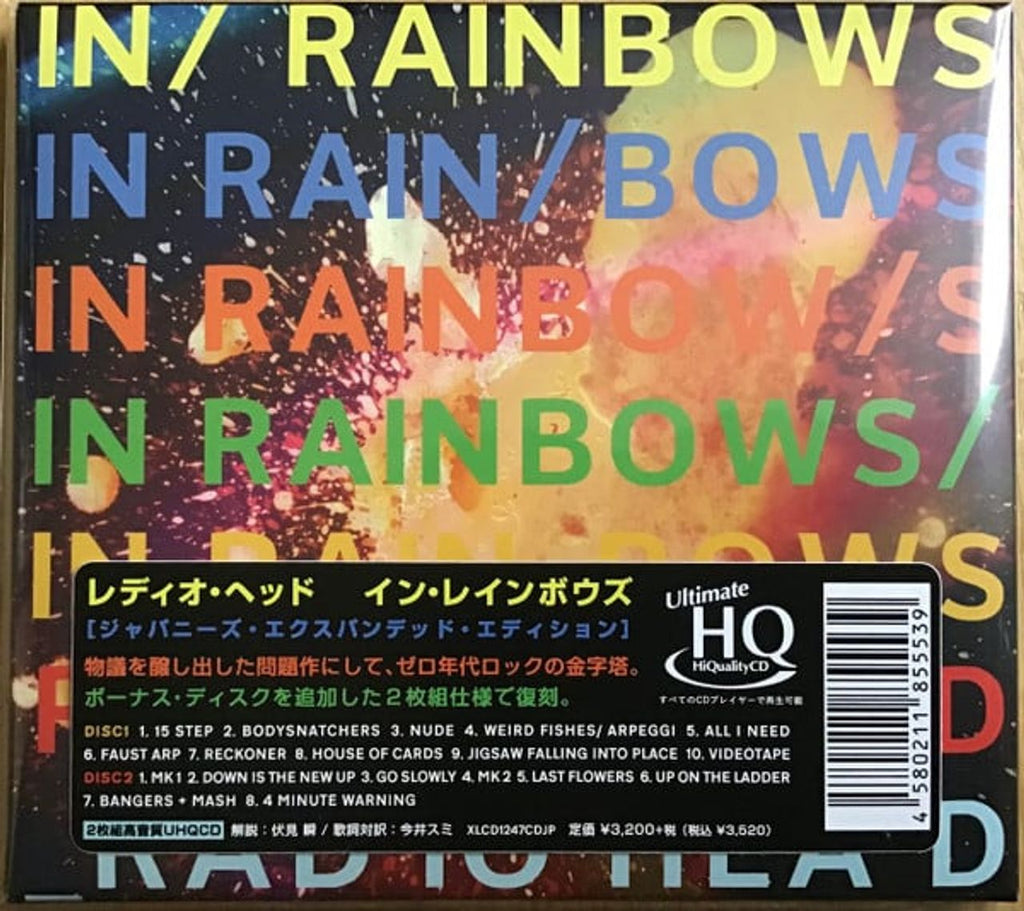 IN/ RAINBOWS
IN RAIN/BOWS
IN RAINBOW/S
IN RAINBOWS/
IN RAIN BOWS
レディオ・ヘッド イン・レインボウズ
[ジャパニーズ・エクスパンデッド・エディション]
物議を醸し出した問題作にして、ゼロ年代ロックの金字塔。
ボーナス・ディスクを追加した2枚組仕様で復刻。
Ultimate
HQ
HiQualityCD
すべてのCDプレイヤーで再生可能
DISC1 1. 15 STEP 2. BODYSNATCHERS 3. NUDE 4. WEIRD FISHES/ ARPEGGI 5. ALL I NEED
6. FAUST ARP 7. RECKONER 8. HOUSE OF CARDS 9. JIGSAW FALLING INTO PLACE 10. VIDEOTAPE
DISC2 1. MK 1 2. DOWN IS THE NEW UP 3. GO SLOWLY 4. MK 2 5. LAST FLOWERS 6. UP ON THE LADDER
7. BANGERS + MASH 8. 4 MINUTE WARNING
2枚組高音質UHQCD 解説：伏見 瞬 / 歌詞対訳：今井スミ XLCD1247CDJP 定価 ¥3,200+税 (税込 ¥3,520)
4 580211 855539
D
RAD IO HEA D